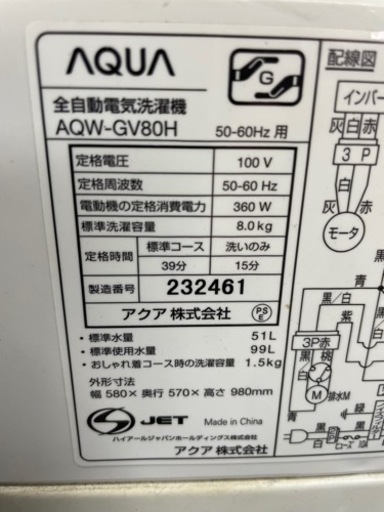 AQUA
G
全自動電気洗濯機
AQW-GV80H 50-60Hz 用
定格電圧 100 V
定格周波数 50-60 Hz
電動機の定格消費電力 360 W
標準洗濯容量 8.0kg
定格時間 標準コース 洗いのみ
39分 15分
製造番号 232461 PSE
アクア 株式会社
・標準水量 51L
・標準使用水量 99L
・おしゃれ着コース時の洗濯容量 1.5kg
外形寸法
幅 580× 奥行 570× 高さ 980mm
S JET Made in China
ハイアールジャパンホールディングス株式会社
アクア 株式会社
配線図
インバー
灰 白 赤
3 P
白
灰 赤
モータ
青
黒/白
紫
3P赤
黒 桃
M 排水M
青
黒/白
緑
白
黒